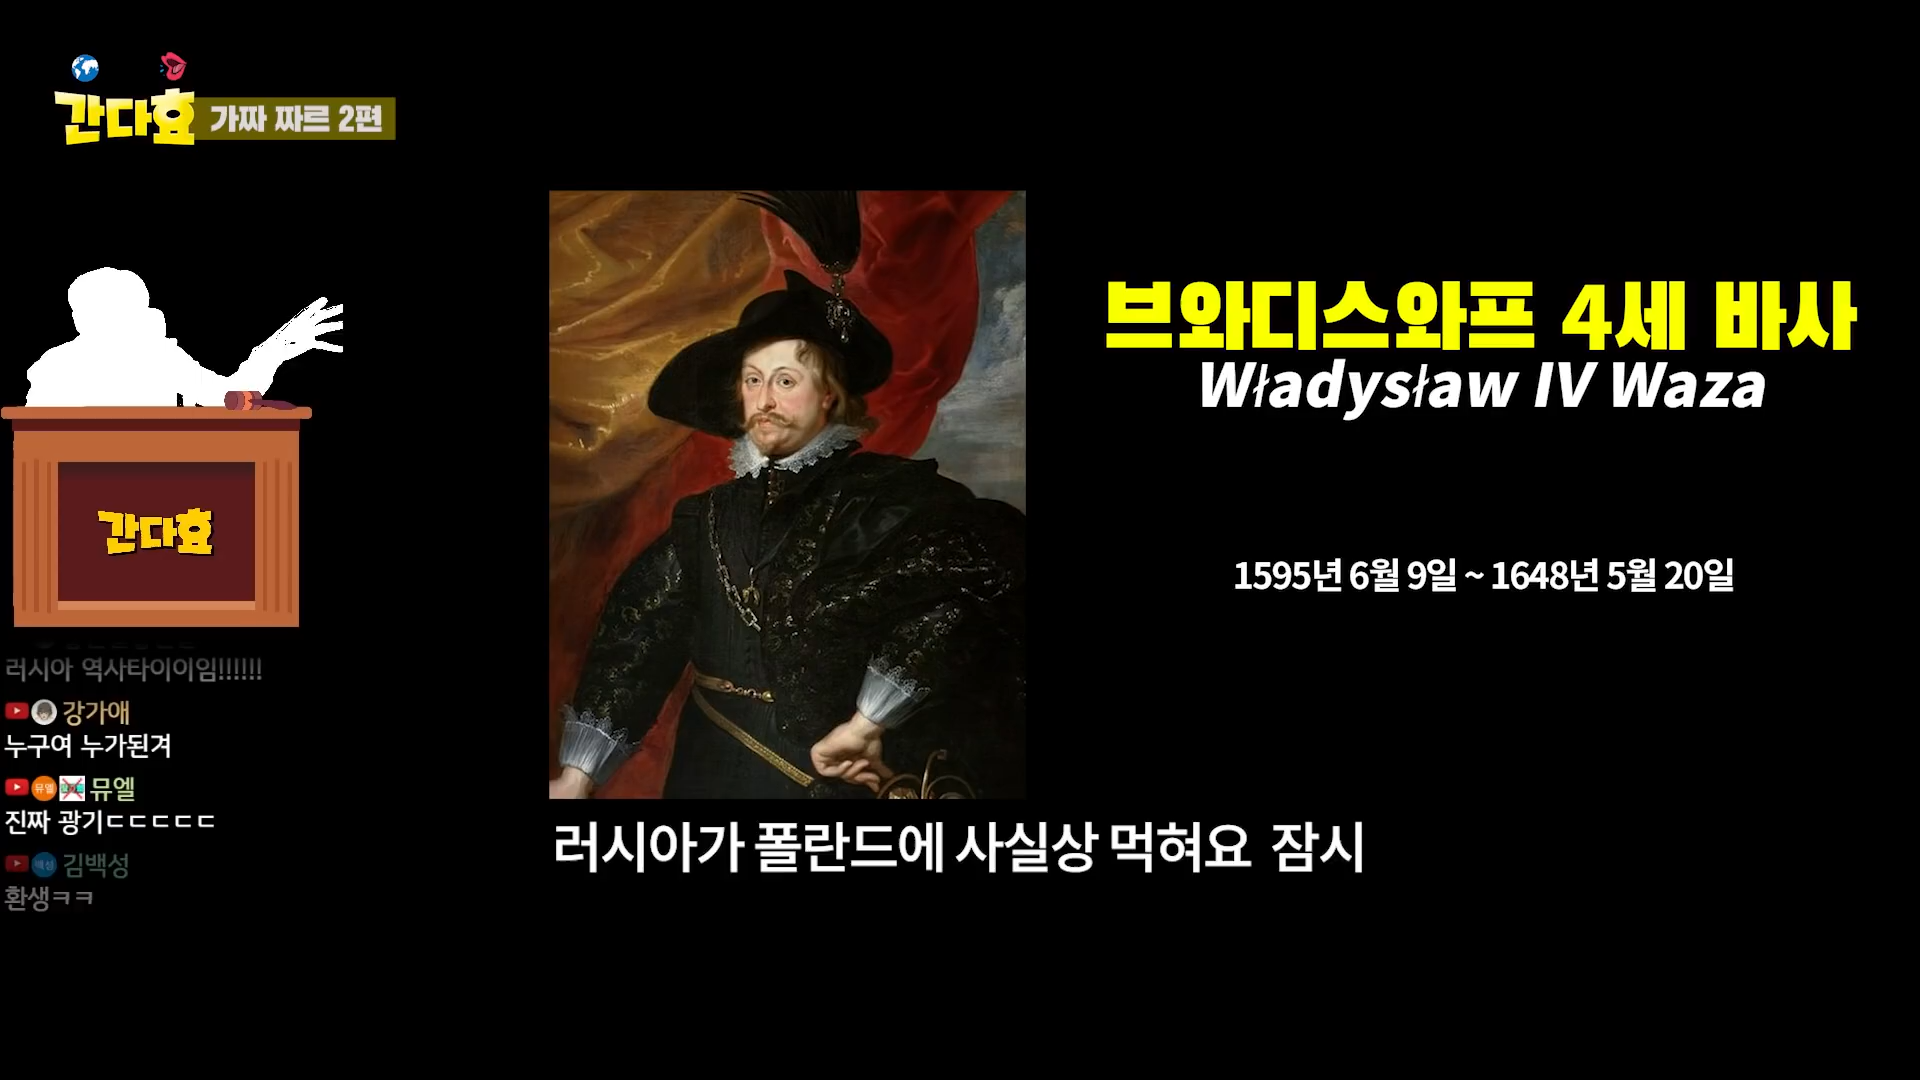 간다효
가짜 짜르 2편
브와디스와프 4세 바사
Władysław IV Waza
1595년 6월 9일 ~ 1648년 5월 20일
간다효
러시아 역사타이이임!!!!!!
강가애
누구여 누가된겨
뮤엘
진짜 광기ㄷㄷㄷㄷㄷ
김백성
환생ㅋㅋ
러시아가 폴란드에 사실상 먹혀요 잠시